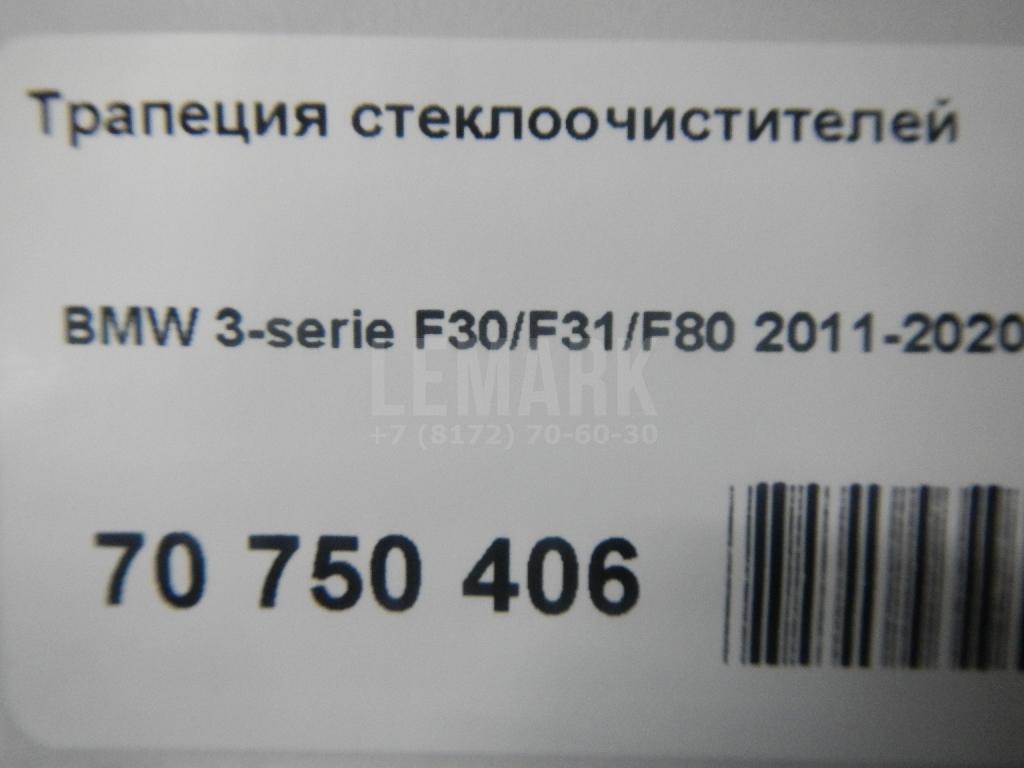 Трапеция стеклоочистителей
BMW 3-serie F30/F31/F80 2011-2020
LEMARK
+7 (8172) 70-60-30
70 750 406